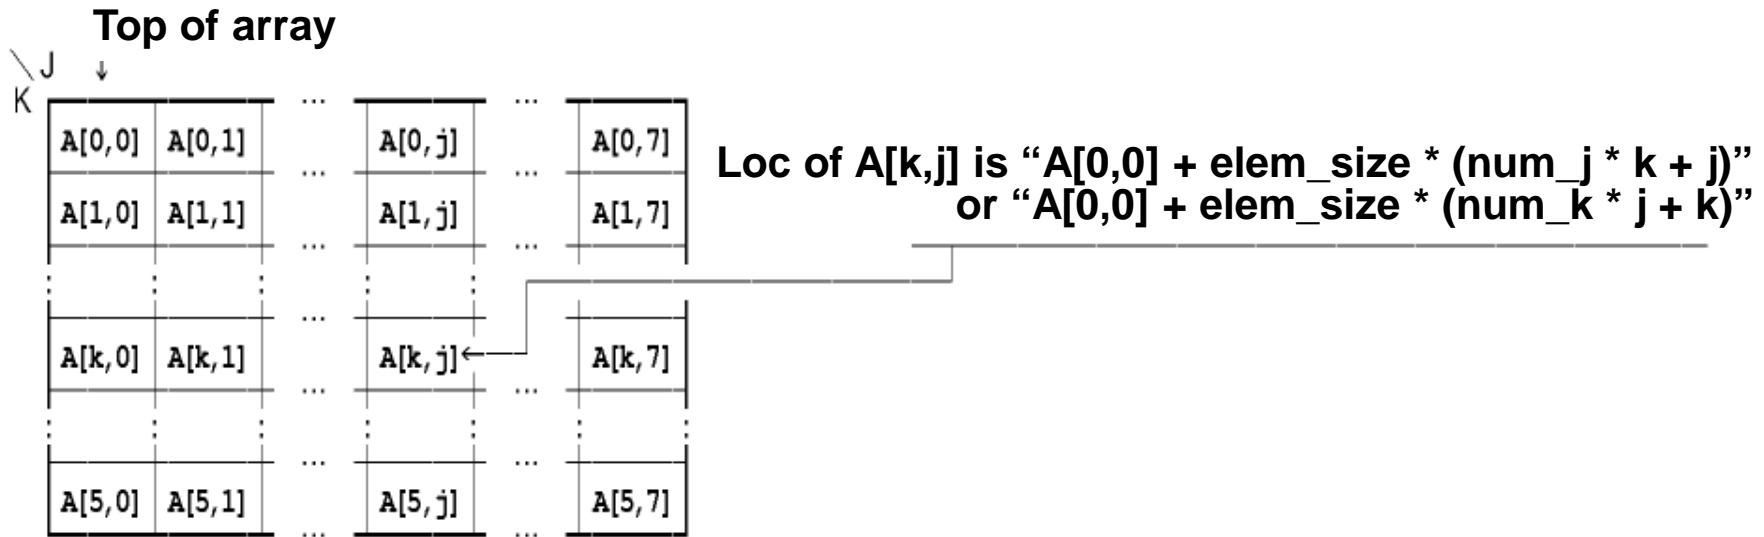 Top of array
\ J ↓
K
... ...
A[0,0] A[0,1] A[0,j] A[0,7]
Loc of A[k,j] is “A[0,0] + elem_size * (num_j * k + j)”
... ...
or “A[0,0] + elem_size * (num_k * j + k)”
A[1,0] A[1,1] A[1,j] A[1,7]
... ...
: : : : :
...
A[k,0] A[k,1] A[k,j]← A[k,7]
... ...
: : : : : : :
... ...
A[5,0] A[5,1] A[5,j] A[5,7]
... ...